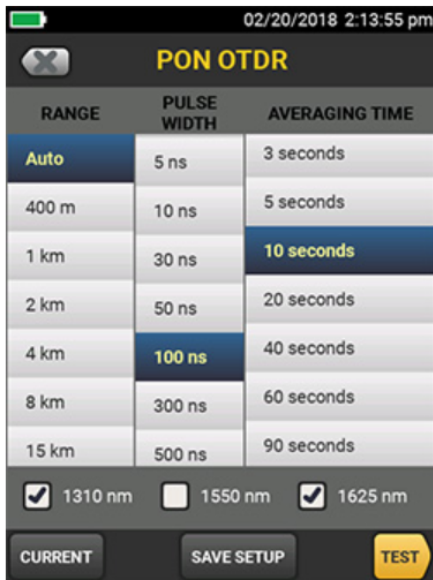 02/20/2018 2:13:55 pm
PON OTDR
RANGE
PULSE WIDTH
AVERAGING TIME
Auto
400 m
1 km
2 km
4 km
8 km
15 km
5 ns
10 ns
30 ns
50 ns
100 ns
300 ns
500 ns
3 seconds
5 seconds
10 seconds
20 seconds
40 seconds
60 seconds
90 seconds
1310 nm
1550 nm
1625 nm
CURRENT
SAVE SETUP
TEST